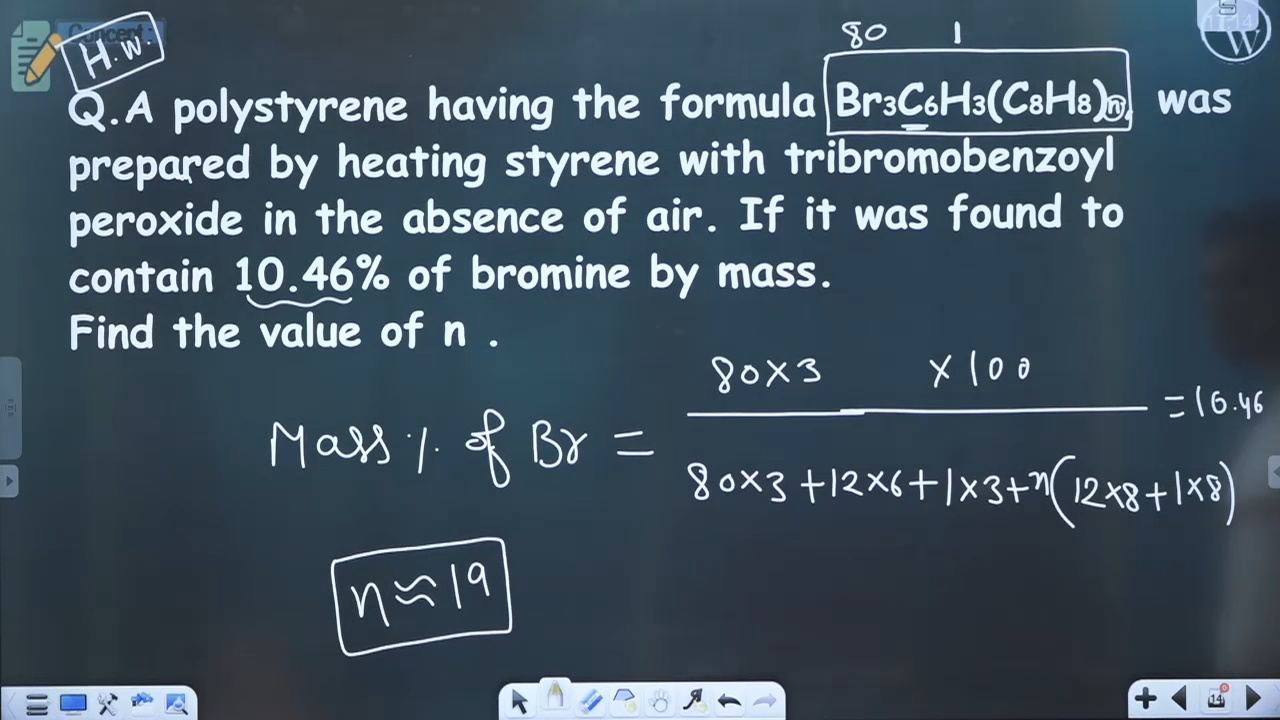 Concept
H.W.
80 1
Q.A polystyrene having the formula Br3C6H3(C8H8)n, was
prepared by heating styrene with tribromobenzoyl
peroxide in the absence of air. If it was found to
contain 10.46% of bromine by mass.
Find the value of n .
80×3 ×100
Mass % of Br = = 10.46
80×3+12×6+1×3+n(12×8+1×8)
n≈19
14